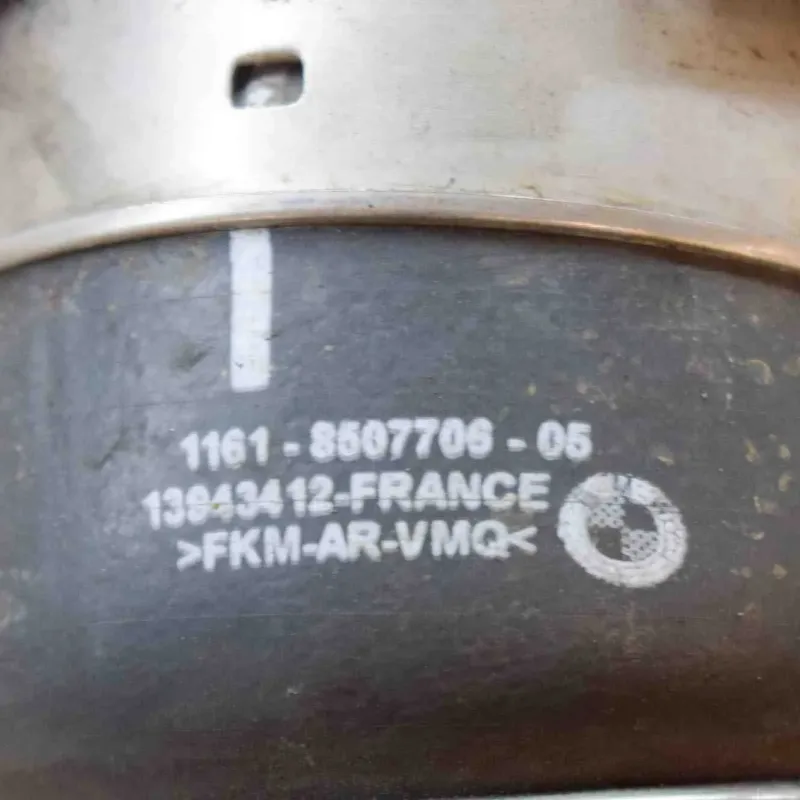 1161 - 8507706 - 05
13943412-FRANCE
>FKM-AR-VMQ<